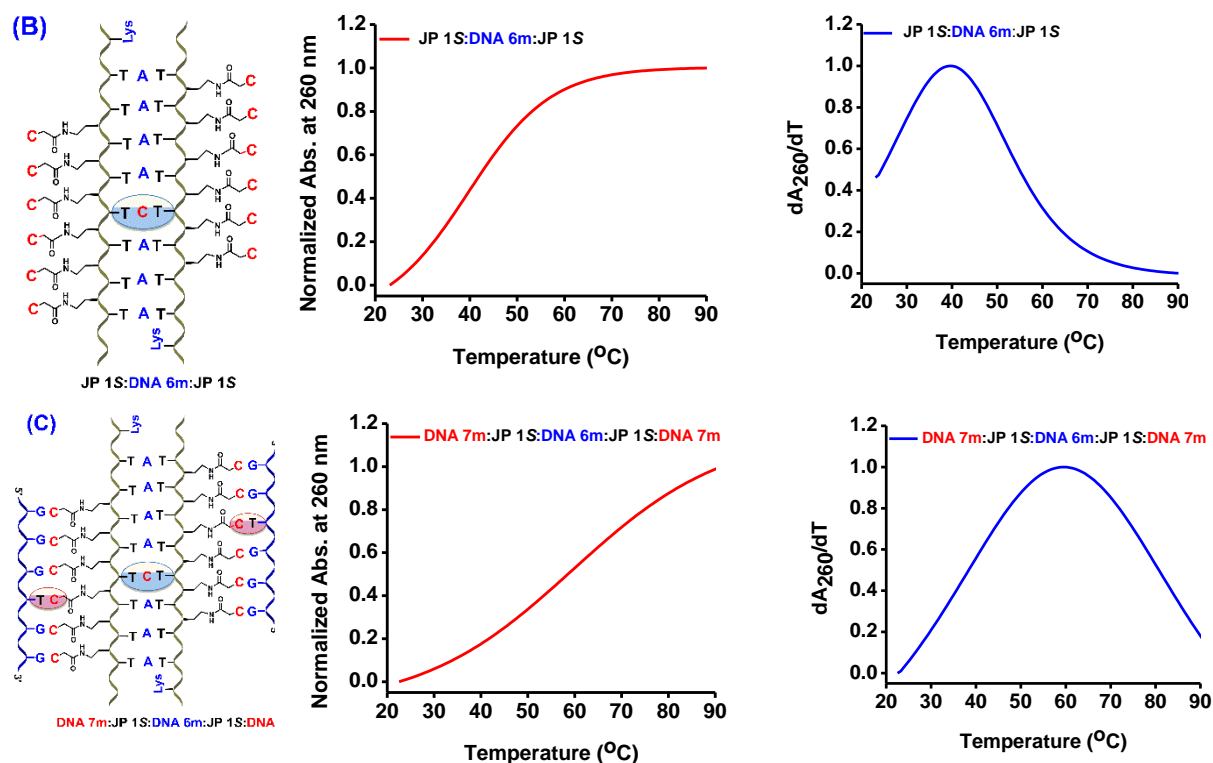 (B)
Lys
T A T N H O C
T A T N H O C
C O N H T A T N H O C
C O N H T A T N H O C
C O N H T C T N H O C
C O N H T A T N H O C
C O N H T A T
C O N H T A T
Lys
JP 1S:DNA 6m:JP 1S
JP 1S:DNA 6m:JP 1S
Normalized Abs. at 260 nm
1.2
1.0
0.8
0.6
0.4
0.2
0.0
20 30 40 50 60 70 80 90
Temperature (OC)
JP 1S:DNA 6m:JP 1S
dA260/dT
1.2
1.0
0.8
0.6
0.4
0.2
0.0
20 30 40 50 60 70 80 90
Temperature (OC)
(C)
Lys
5'
T A T N H O C G
T A T N H O C G
G C O N H T A T N H O C T
G C O N H T A T N H O C G
G C O N H T C T N H O C G
T C O N H T A T N H O C G
G C O N H T A T
G C O N H T A T
3'
Lys
DNA 7m:JP 1S:DNA 6m:JP 1S:DNA
DNA 7m:JP 1S:DNA 6m:JP 1S:DNA 7m
Normalized Abs. at 260 nm
1.2
1.0
0.8
0.6
0.4
0.2
0.0
20 30 40 50 60 70 80 90
Temperature (OC)
DNA 7m:JP 1S:DNA 6m:JP 1S:DNA 7m
dA260/dT
1.2
1.0
0.8
0.6
0.4
0.2
0.0
20 30 40 50 60 70 80 90
Temperature (OC)